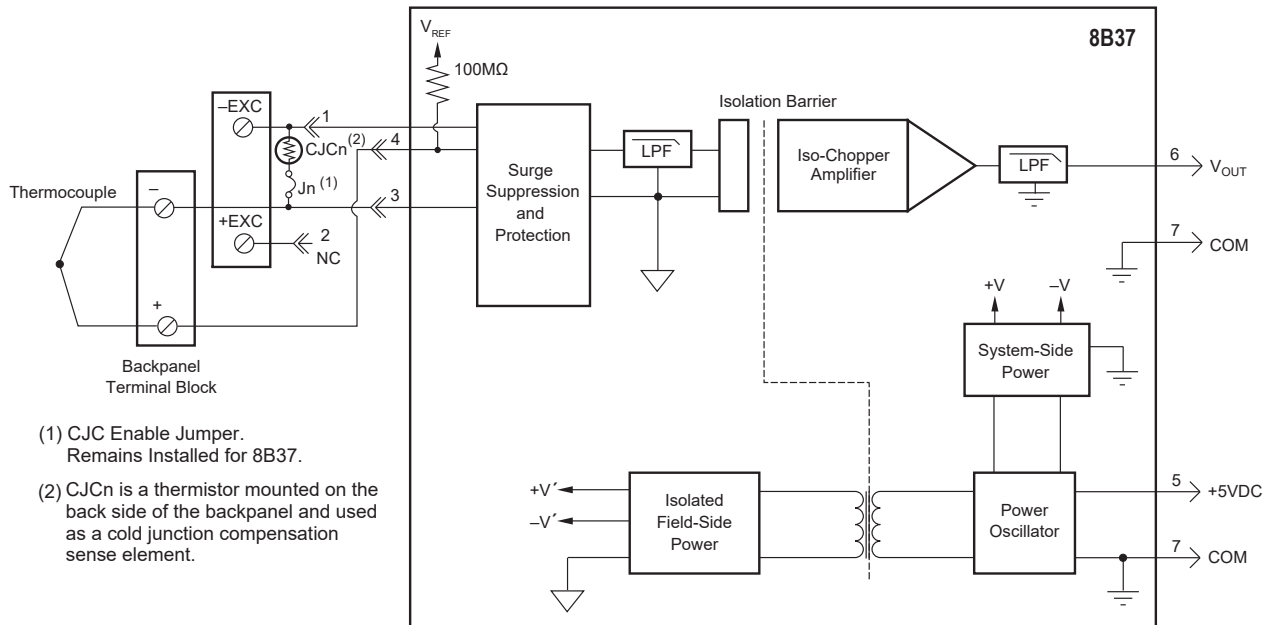 8B37
VREF
100MΩ
–EXC
1
CJCn(2)
4
Jn (1)
3
+EXC
2
NC
Thermocouple
–
+
Backpanel
Terminal Block
Surge
Suppression
and
Protection
LPF
Isolation Barrier
Iso-Chopper
Amplifier
LPF
6
VOUT
7
COM
+V
–V
System-Side
Power
+V´
–V´
Isolated
Field-Side
Power
Power
Oscillator
5
+5VDC
7
COM
(1) CJC Enable Jumper.
Remains Installed for 8B37.
(2) CJCn is a thermistor mounted on the
back side of the backpanel and used
as a cold junction compensation
sense element.